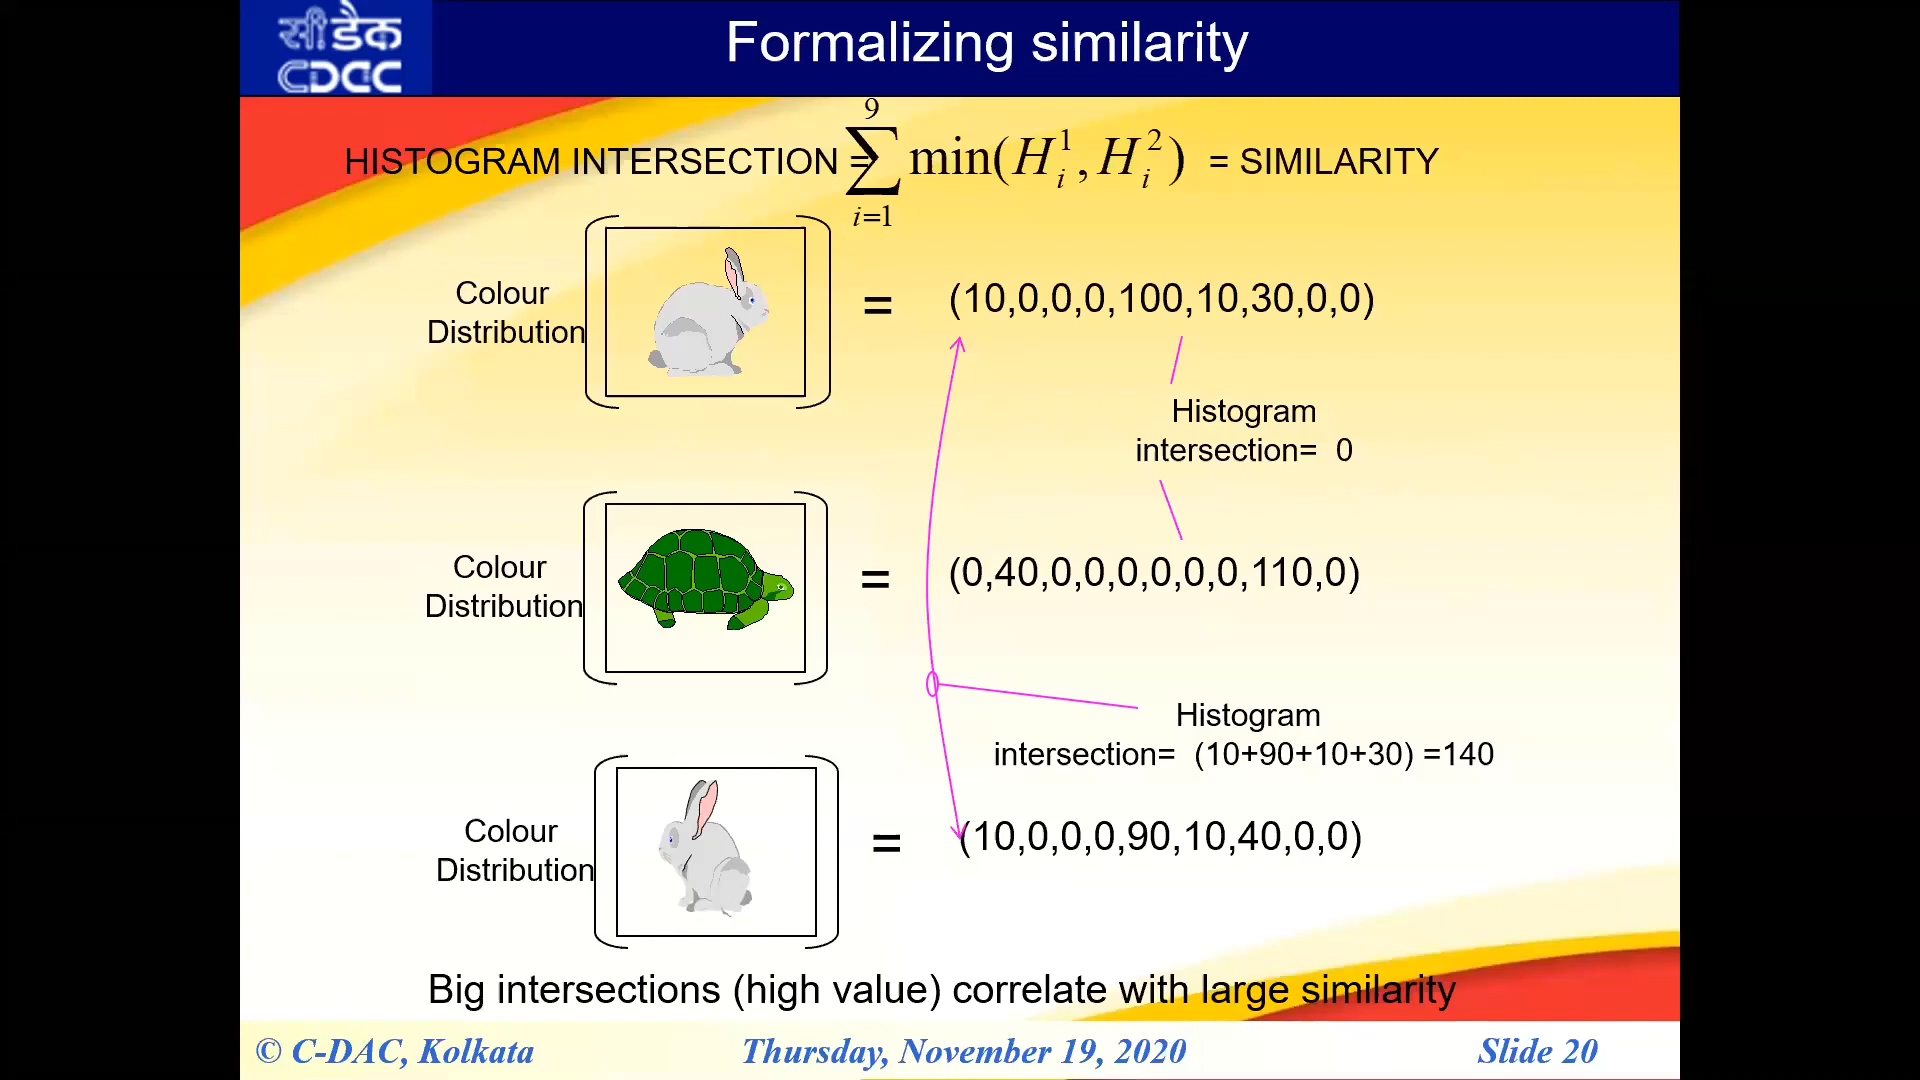 सी डैक
CDAC
Formalizing similarity
HISTOGRAM INTERSECTION = \sum_{i=1}^{9} min(H_i^1, H_i^2) = SIMILARITY
Colour
Distribution
= (10,0,0,0,100,10,30,0,0)
Histogram
intersection= 0
Colour
Distribution
= (0,40,0,0,0,0,0,0,110,0)
Histogram
intersection= (10+90+10+30) =140
Colour
Distribution
= (10,0,0,0,90,10,40,0,0)
Big intersections (high value) correlate with large similarity
© C-DAC, Kolkata Thursday, November 19, 2020 Slide 20